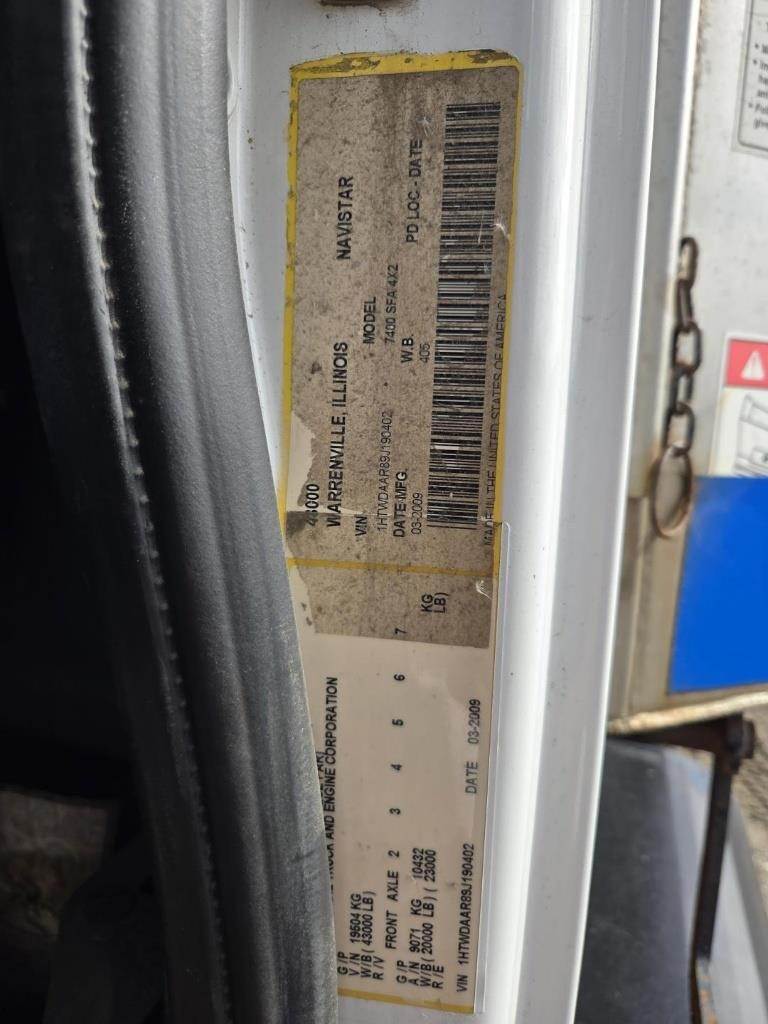 TRUCK AND ENGINE CORPORATION
G/P
V/N 19504 KG
W/B( 43000 LB)
R/V
FRONT AXLE 2 3 4 5 6 7
G/P
A/N 9071 KG 10432 KG
W/B( 20000 LB) ( 23000 LB)
R/E
VIN 1HTWDAAR89J190402 DATE 03-2009
WARRENVILLE, ILLINOIS NAVISTAR
VIN MODEL
1HTWDAAR89J190402 7400 SFA 4X2
DATE MFG. W.B. PD LOC. - DATE
03-2009 405
MADE IN THE UNITED STATES OF AMERICA